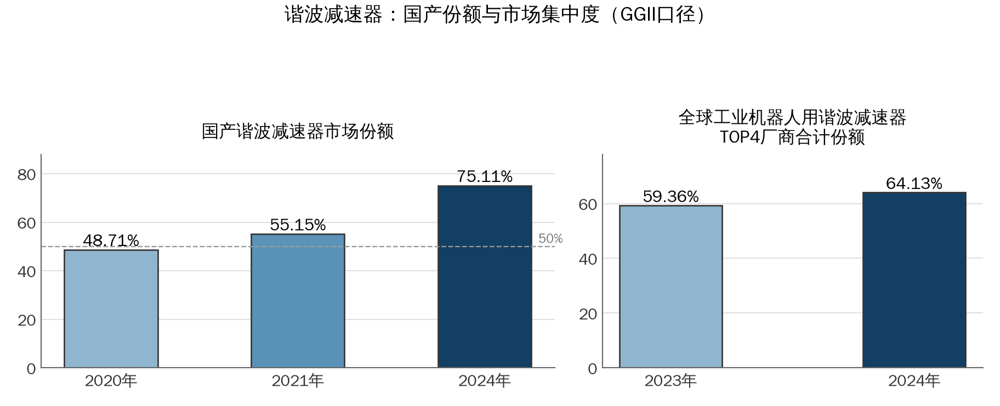 谐波减速器：国产份额与市场集中度（GGII口径）
国产谐波减速器市场份额
80
60
40
20
0
48.71%
55.15%
75.11%
50%
2020年
2021年
2024年
全球工业机器人用谐波减速器
TOP4厂商合计份额
60
40
20
0
59.36%
64.13%
2023年
2024年